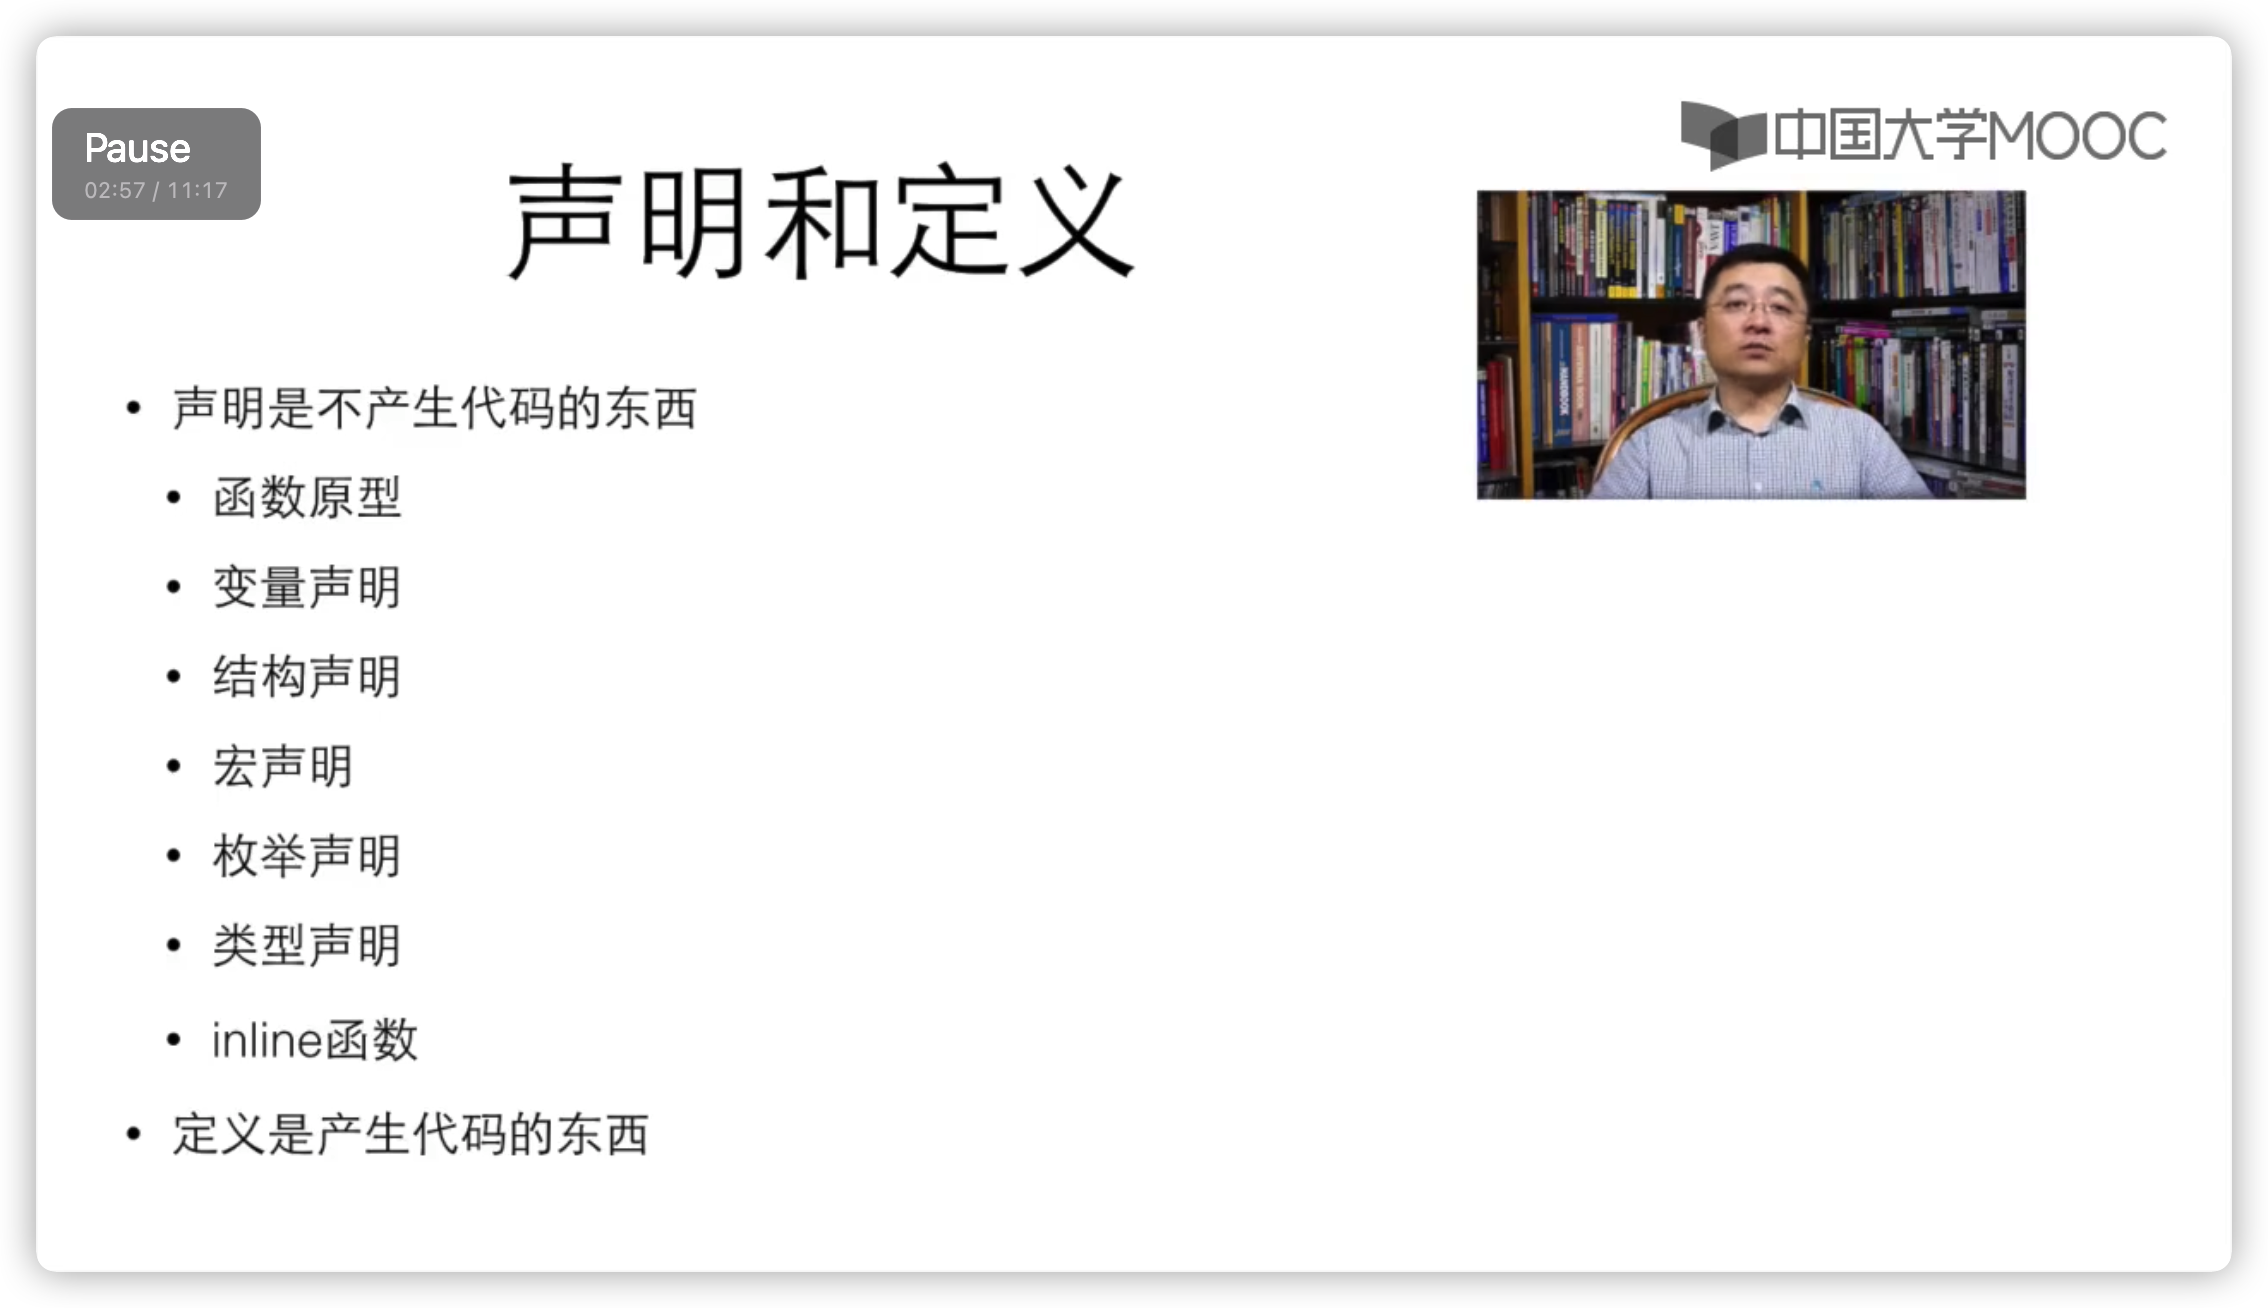 Pause
02:57 / 11:17
中国大学MOOC
声明和定义
• 声明是不产生代码的东西
• 函数原型
• 变量声明
• 结构声明
• 宏声明
• 枚举声明
• 类型声明
• inline函数
• 定义是产生代码的东西